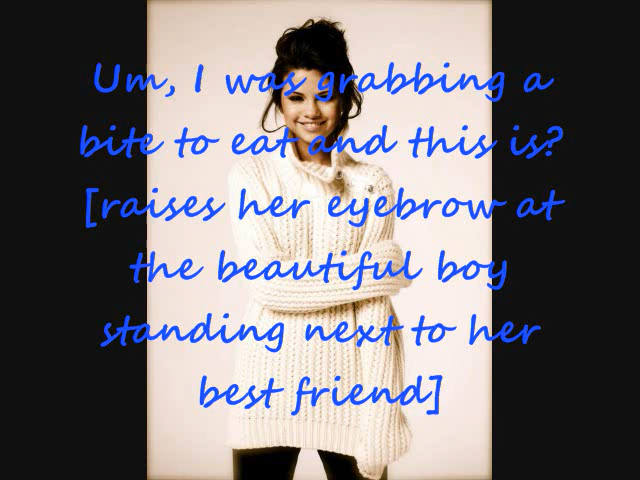 Um, I was grabbing a
bite to eat and this is?
[raises her eyebrow at
the beautiful boy
standing next to her
best friend]